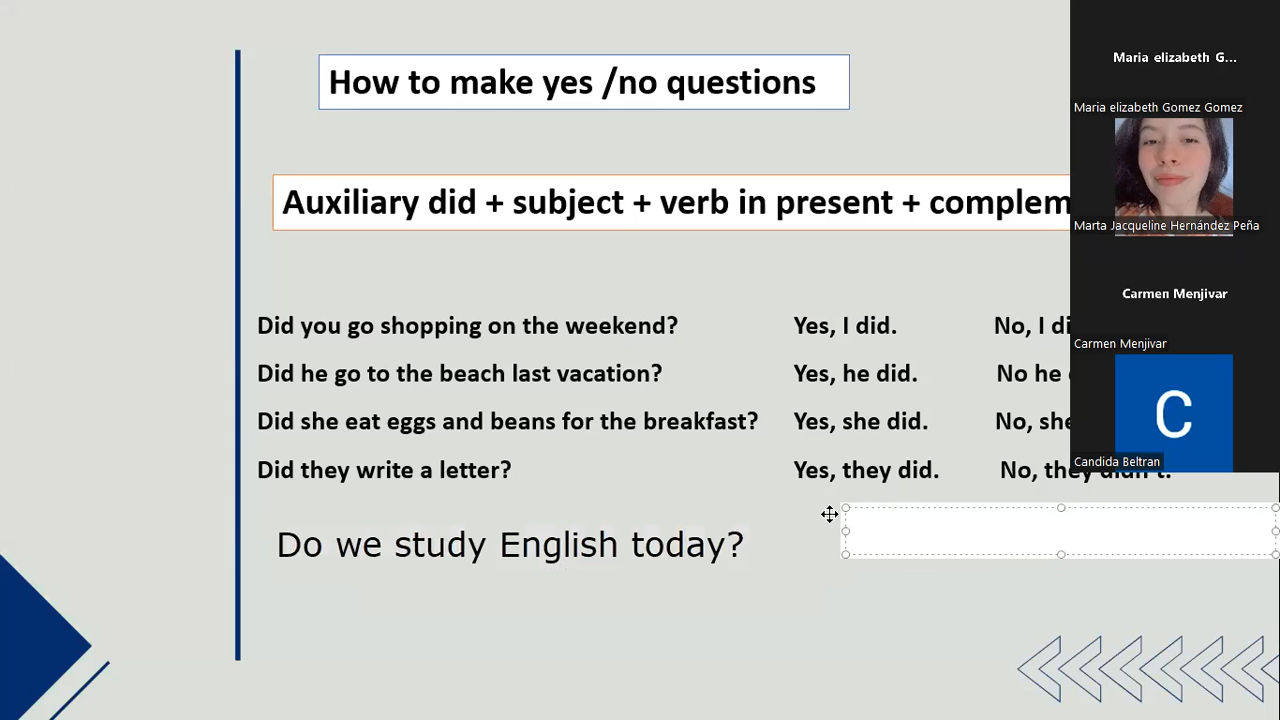 How to make yes /no questions
Auxiliary did + subject + verb in present + complem
Did you go shopping on the weekend? Yes, I did. No, I di
Did he go to the beach last vacation? Yes, he did. No he
Did she eat eggs and beans for the breakfast? Yes, she did. No, she
Did they write a letter? Yes, they did. No, they didn't.
Do we study English today?
Maria elizabeth G...
Maria elizabeth Gomez Gomez
Marta Jacqueline Hernández Peña
Carmen Menjivar
Carmen Menjivar
C
Candida Beltran